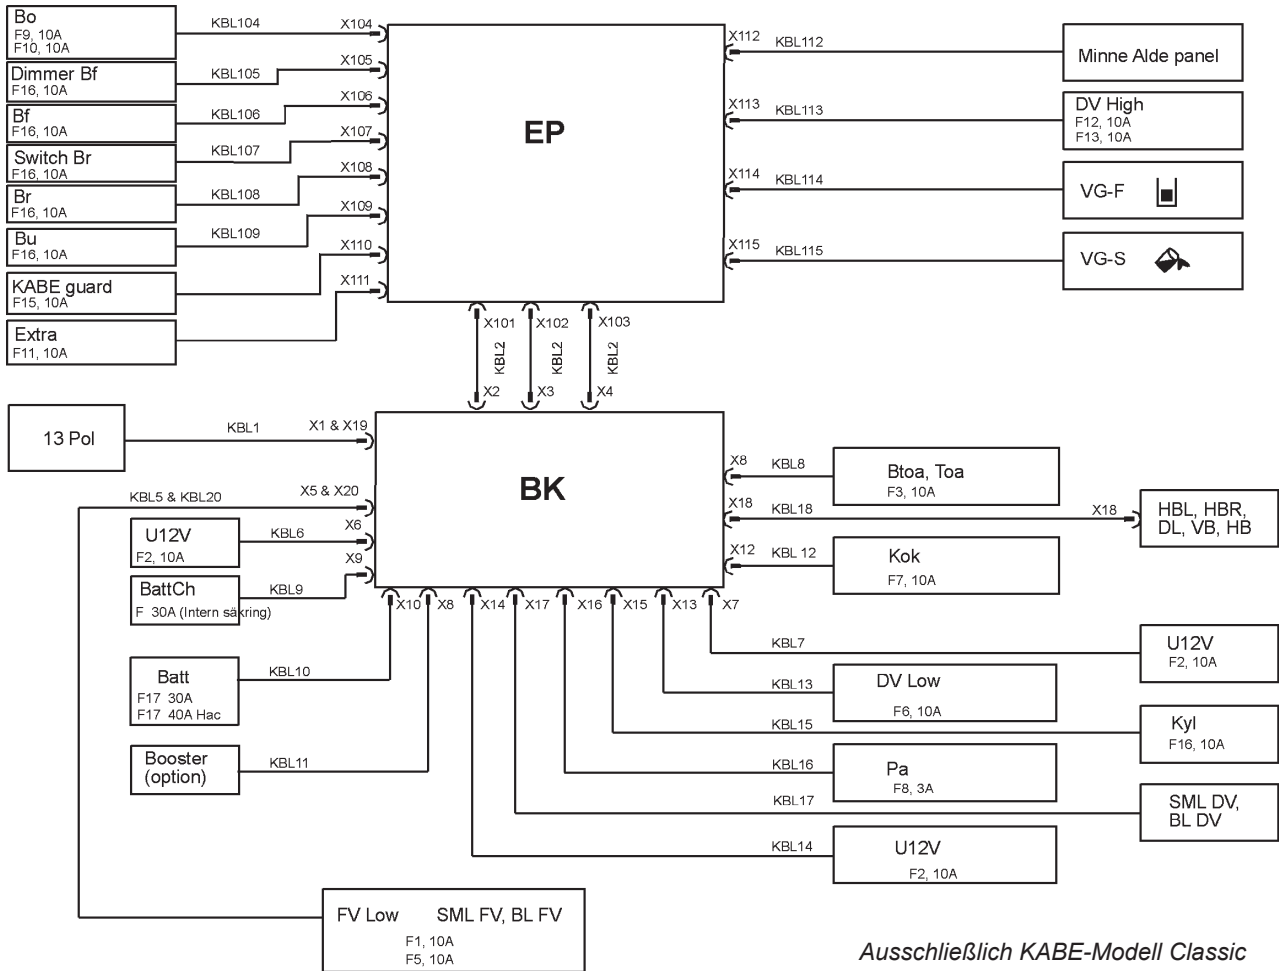 Bo
F9, 10A
F10, 10A
KBL104
X104
Dimmer Bf
F16, 10A
KBL105
X105
Bf
F16, 10A
KBL106
X106
Switch Br
F16, 10A
KBL107
X107
Br
F16, 10A
KBL108
X108
Bu
F16, 10A
KBL109
X109
KABE guard
F15, 10A
X110
Extra
F11, 10A
X111
EP
X112
KBL112
Minne Alde panel
X113
KBL113
DV High
F12, 10A
F13, 10A
X114
KBL114
VG-F
X115
KBL115
VG-S
X101
X102
X103
KBL2
KBL2
KBL2
X2
X3
X4
13 Pol
KBL1
X1 & X19
KBL5 & KBL20
X5 & X20
U12V
F2, 10A
KBL6
X6
BattCh
F 30A (Intern säkring)
KBL9
X9
BK
X8
KBL8
Btoa, Toa
F3, 10A
X18
KBL18
X18
HBL, HBR,
DL, VB, HB
X12
KBL 12
Kok
F7, 10A
X10
X8
X14
X17
X16
X15
X13
X7
Batt
F17 30A
F17 40A Hac
KBL10
Booster
(option)
KBL11
KBL7
U12V
F2, 10A
KBL13
DV Low
F6, 10A
KBL15
Kyl
F16, 10A
KBL16
Pa
F8, 3A
KBL17
SML DV,
BL DV
KBL14
U12V
F2, 10A
FV Low SML FV, BL FV
F1, 10A
F5, 10A
Ausschließlich KABE-Modell Classic